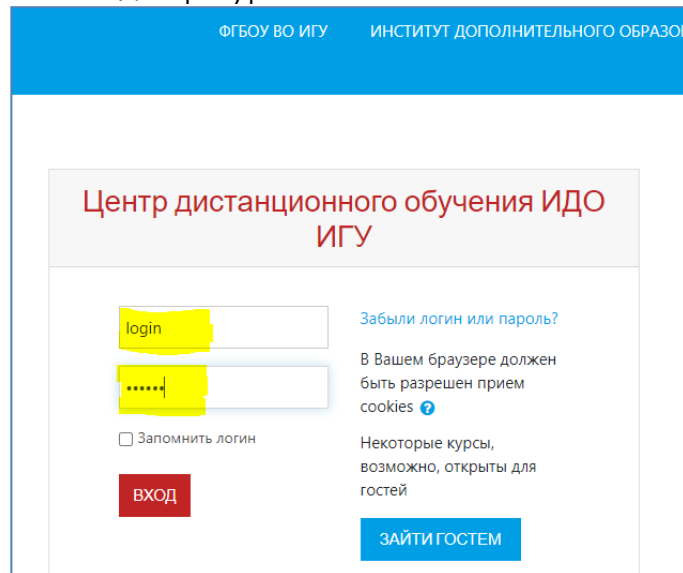 ФГБОУ ВО ИГУ ИНСТИТУТ ДОПОЛНИТЕЛЬНОГО
Центр дистанционного обучения ИДО
ИГУ
login
••••••
Запомнить логин
ВХОД
Забыли логин или пароль?
В Вашем браузере должен
быть разрешен прием
cookies
Некоторые курсы,
возможно, открыты для
гостей
ЗАЙТИ ГОСТЕМ